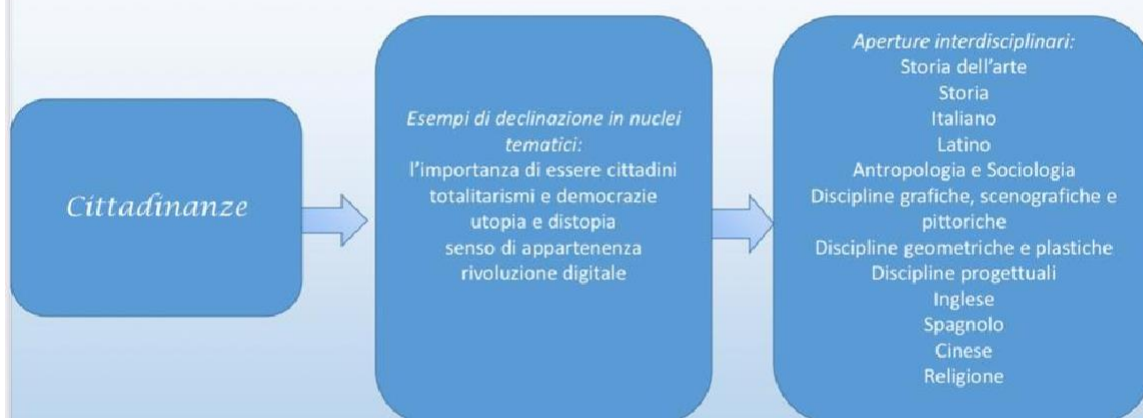 Cittadinanze
Esempi di declinazione in nuclei
tematici:
l'importanza di essere cittadini
totalitarismi e democrazie
utopia e distopia
senso di appartenenza
rivoluzione digitale
Aperture interdisciplinari:
Storia dell'arte
Storia
Italiano
Latino
Antropologia e Sociologia
Discipline grafiche, scenografiche e
pittoriche
Discipline geometriche e plastiche
Discipline progettuali
Inglese
Spagnolo
Cinese
Religione